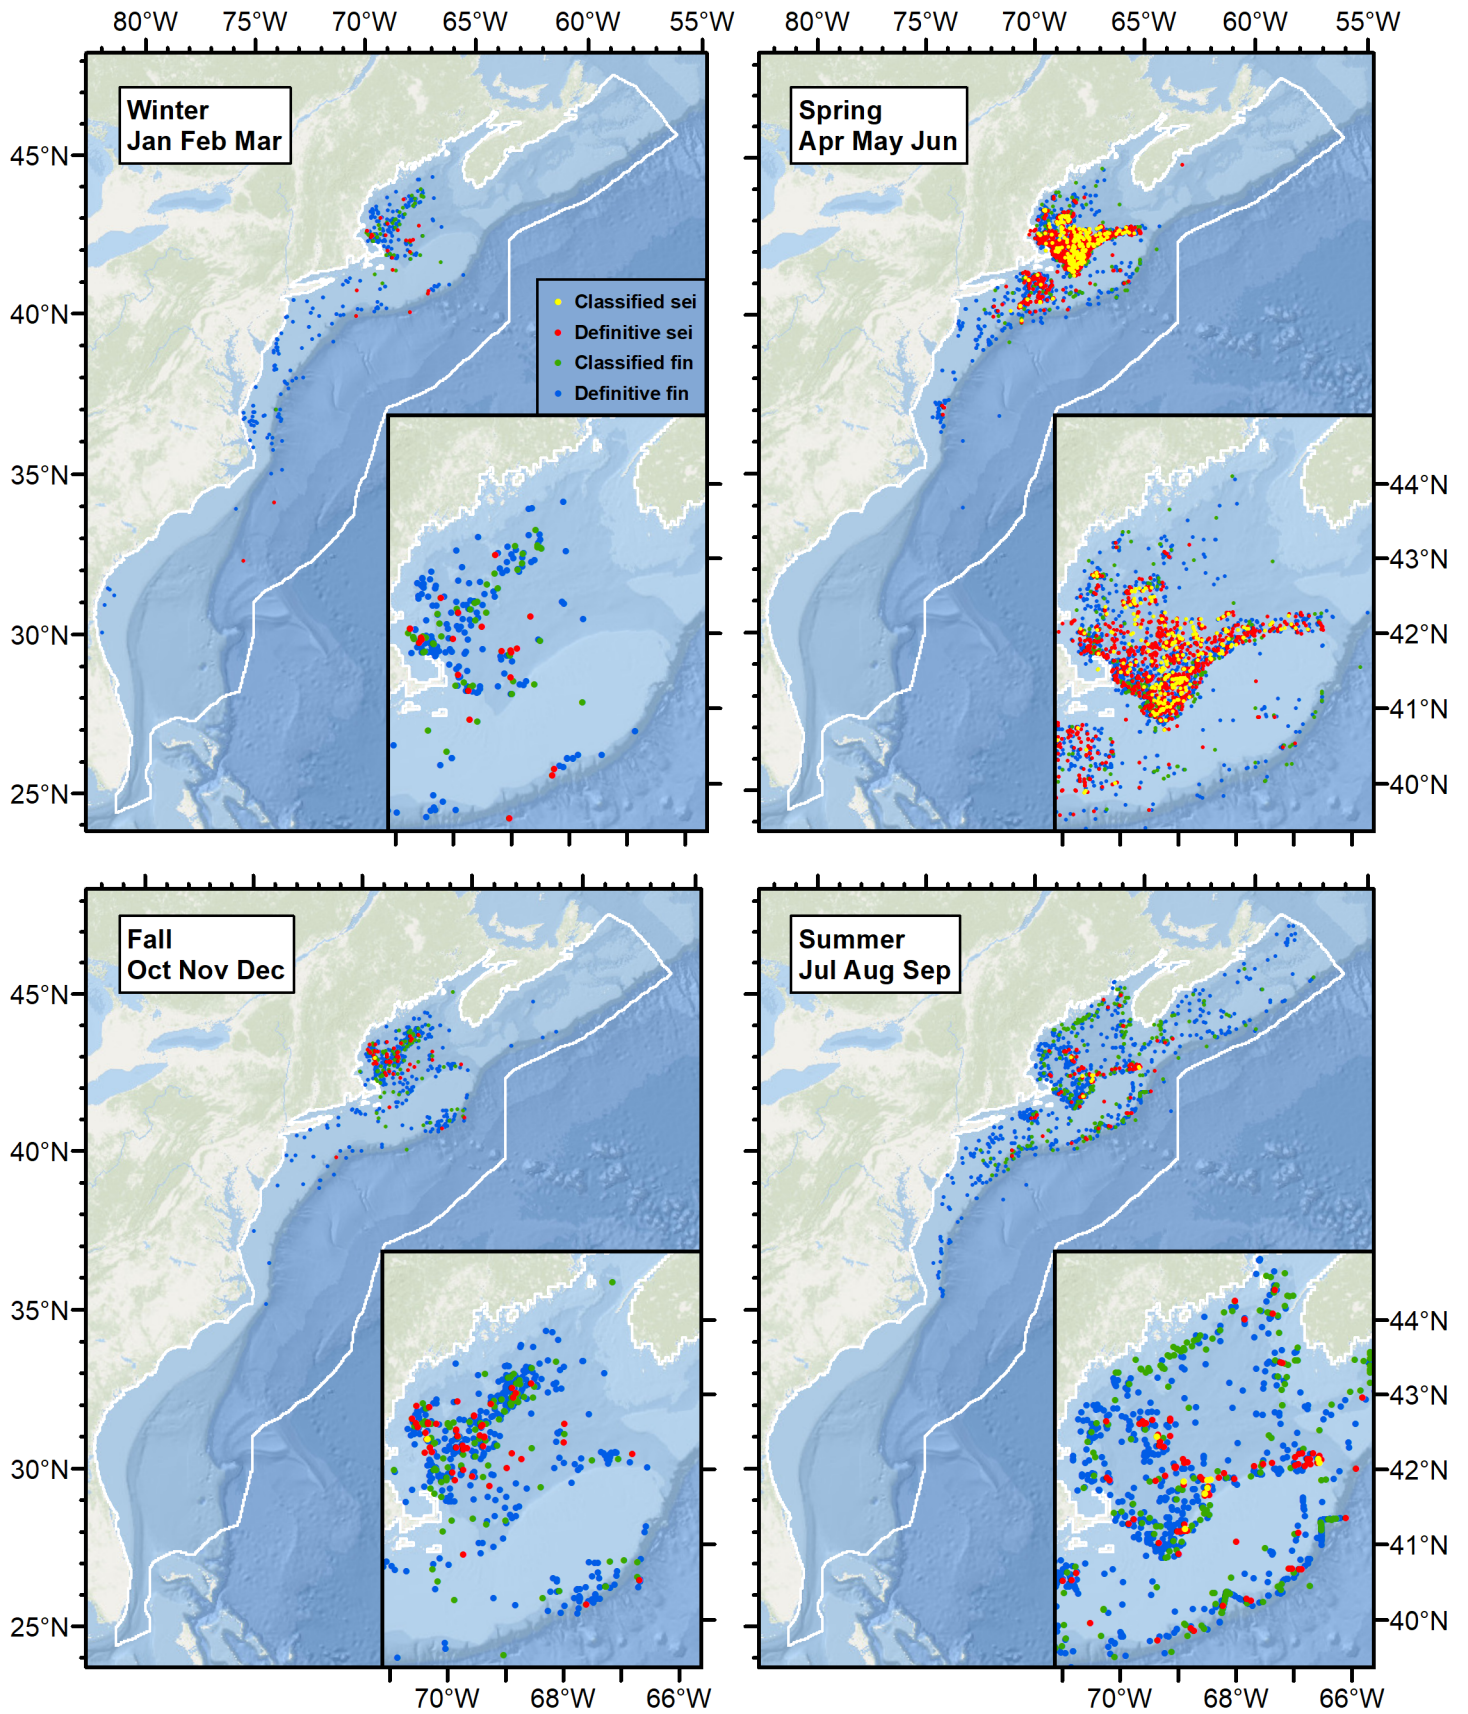 80°W 75°W 70°W 65°W 60°W 55°W
80°W 75°W 70°W 65°W 60°W 55°W
Winter
Jan Feb Mar
Spring
Apr May Jun
45°N
40°N
35°N
30°N
25°N
Classified sei
Definitive sei
Classified fin
Definitive fin
44°N
43°N
42°N
41°N
40°N
Fall
Oct Nov Dec
Summer
Jul Aug Sep
45°N
40°N
35°N
30°N
25°N
44°N
43°N
42°N
41°N
40°N
70°W 68°W 66°W
70°W 68°W 66°W